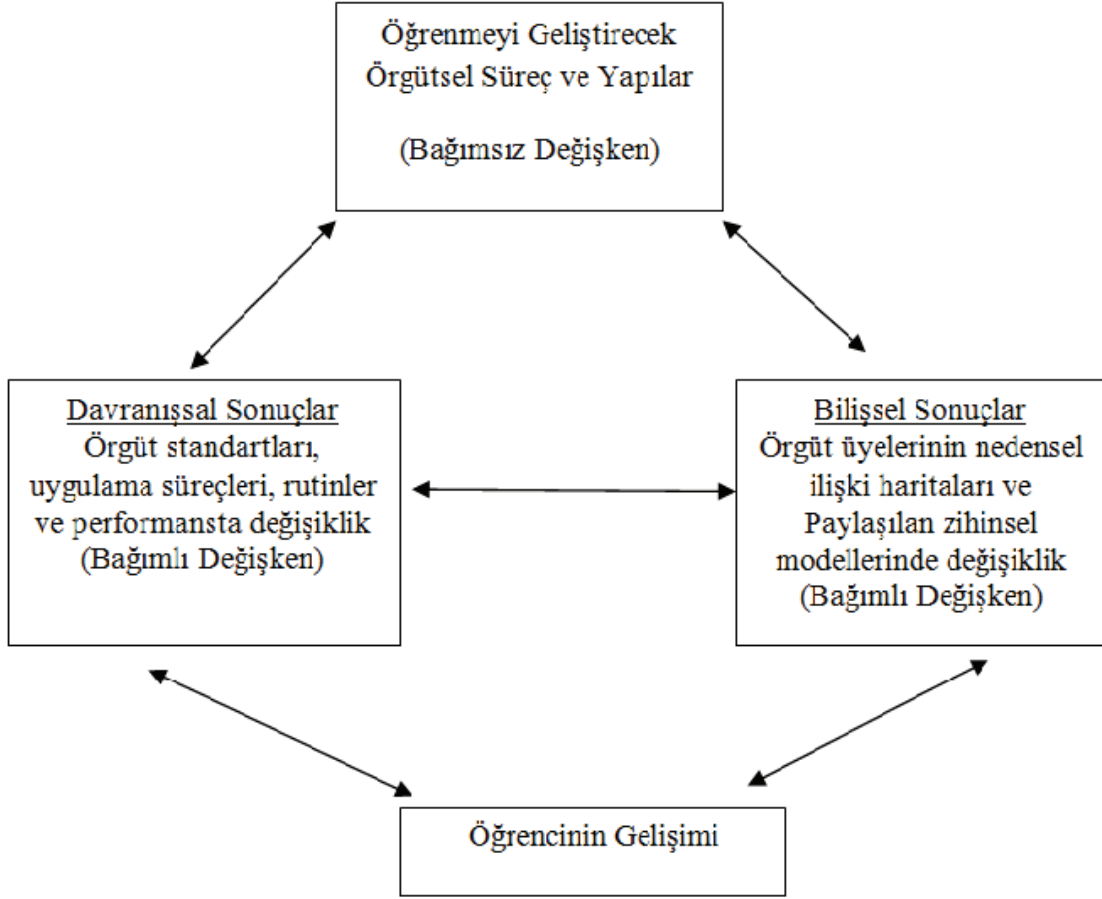 Öğrenmeyi Geliştirecek
Örgütsel Süreç ve Yapılar
(Bağımsız Değişken)
Davranışsal Sonuçlar
Örgüt standartları,
uygulama süreçleri, rutinler
ve performansta değişiklik
(Bağımlı Değişken)
Bilişsel Sonuçlar
Örgüt üyelerinin nedensel
ilişki haritaları ve
Paylaşılan zihinsel
modellerinde değişiklik
(Bağımlı Değişken)
Öğrencinin Gelişimi